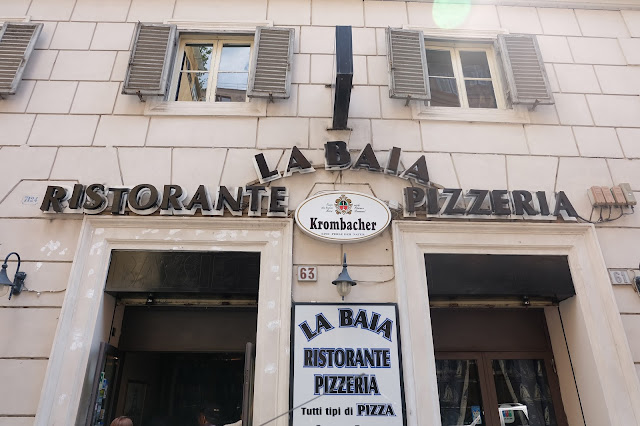 LA BAIA
RISTORANTE PIZZERIA
Krombacher
63
LA BAIA
RISTORANTE
PIZZERIA
Tutti tipi di PIZZA